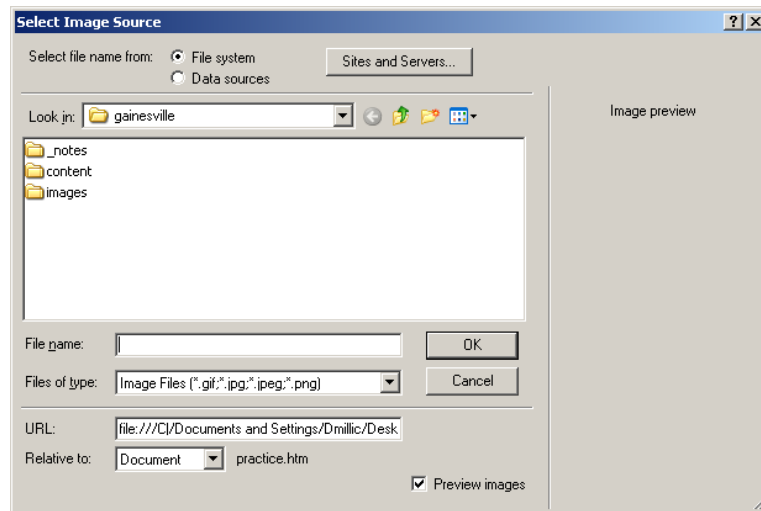 Select Image Source
Select file name from: File system
Sites and Servers...
Data sources
Look in: gainesville
Image preview
_notes
content
images
File name:
OK
Files of type: Image Files (*.gif;*.jpg;*.jpeg;*.png)
Cancel
URL: file:///C|/Documents and Settings/Dmillic/Desk
Relative to: Document practice.htm
Preview images